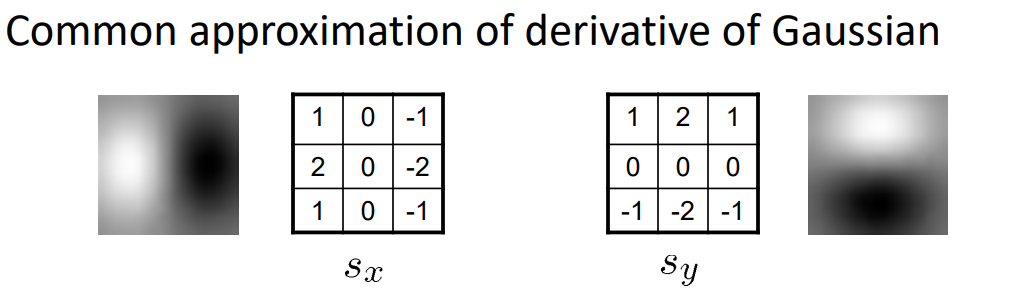 Common approximation of derivative of Gaussian
1 0 -1
2 0 -2
1 0 -1
s_x
1 2 1
0 0 0
-1 -2 -1
s_y